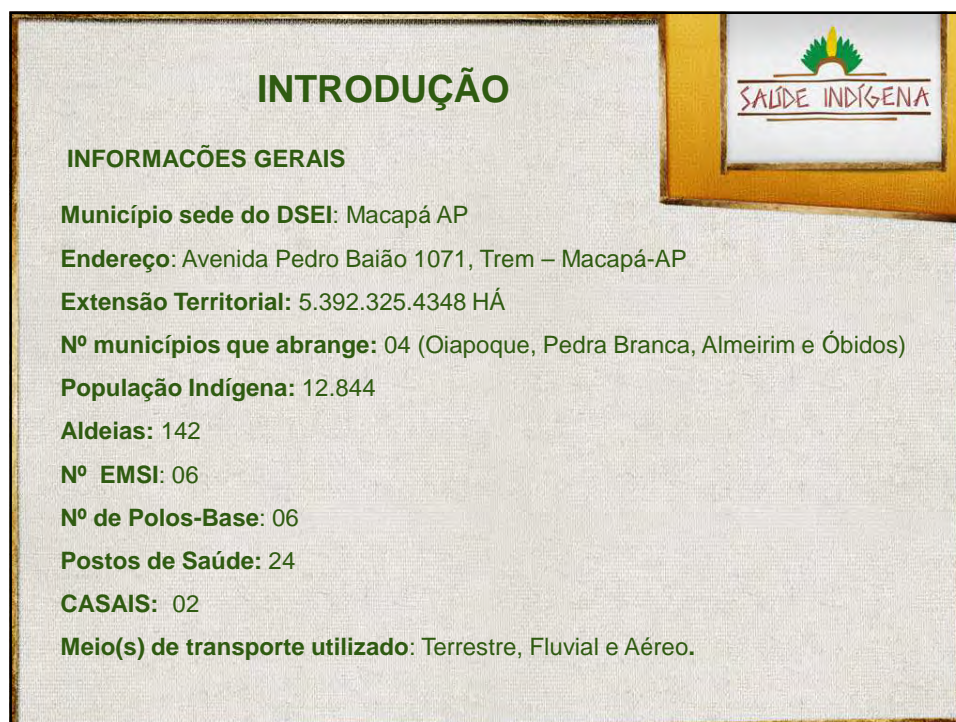 INTRODUÇÃO
SAÚDE INDÍGENA
INFORMACÕES GERAIS
Município sede do DSEI: Macapá AP
Endereço: Avenida Pedro Baião 1071, Trem – Macapá-AP
Extensão Territorial: 5.392.325.4348 HÁ
Nº municípios que abrange: 04 (Oiapoque, Pedra Branca, Almeirim e Óbidos)
População Indígena: 12.844
Aldeias: 142
Nº EMSI: 06
Nº de Polos-Base: 06
Postos de Saúde: 24
CASAIS: 02
Meio(s) de transporte utilizado: Terrestre, Fluvial e Aéreo.